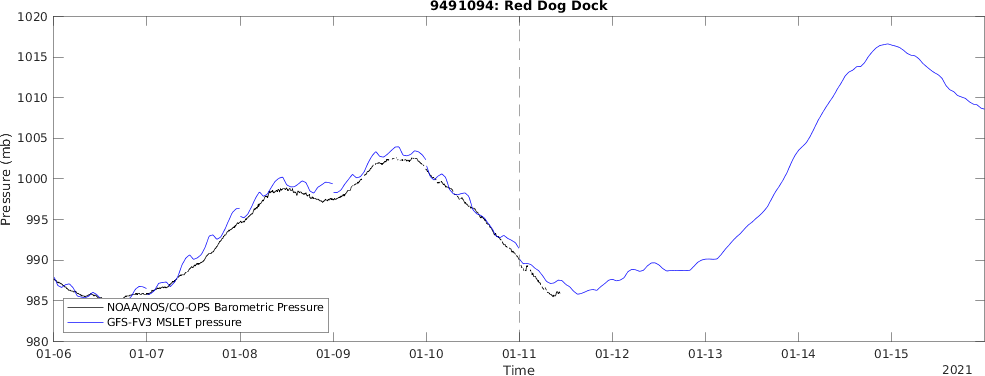 9491094: Red Dog Dock
1020
1015
1010
1005
1000
995
990
985
980
Pressure (mb)
NOAA/NOS/CO-OPS Barometric Pressure
GFS-FV3 MSLET pressure
01-06 01-07 01-08 01-09 01-10 01-11 01-12 01-13 01-14 01-15
Time
2021